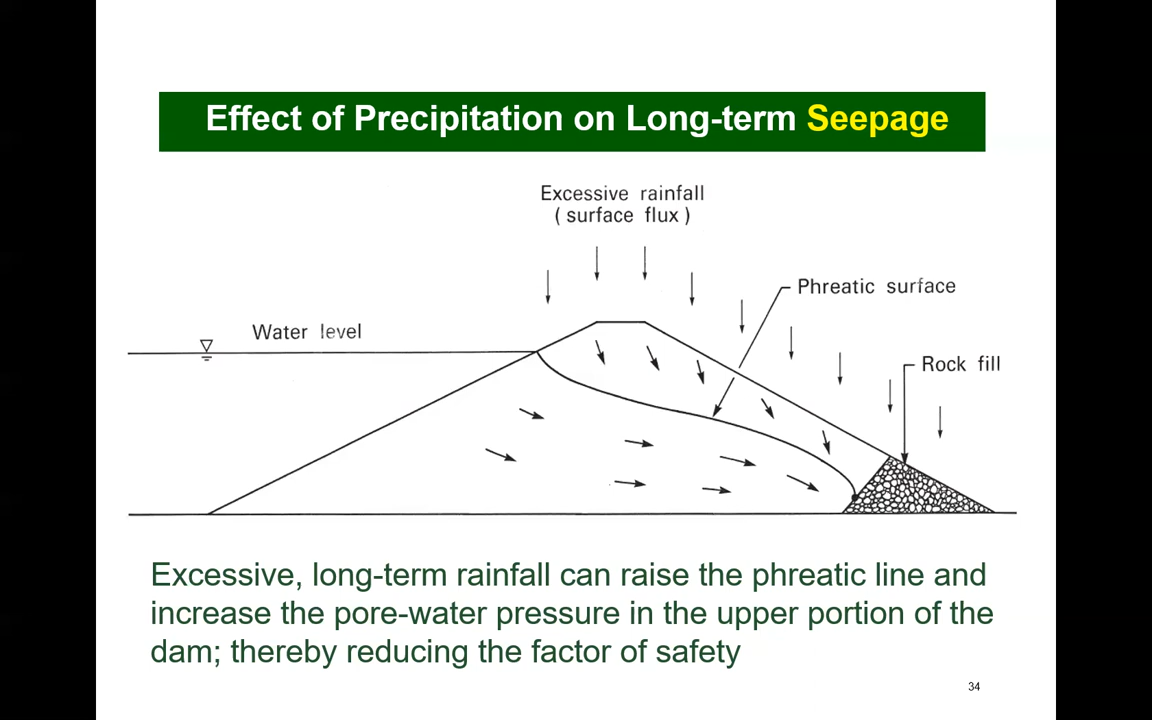 Effect of Precipitation on Long-term Seepage
Excessive rainfall
( surface flux )
Phreatic surface
Water level
Rock fill
Excessive, long-term rainfall can raise the phreatic line and
increase the pore-water pressure in the upper portion of the
dam; thereby reducing the factor of safety
34